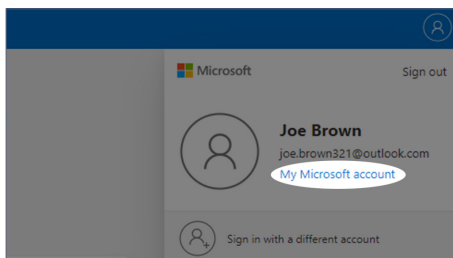 Microsoft
Sign out
Joe Brown
joe.brown321@outlook.com
My Microsoft account
Sign in with a different account